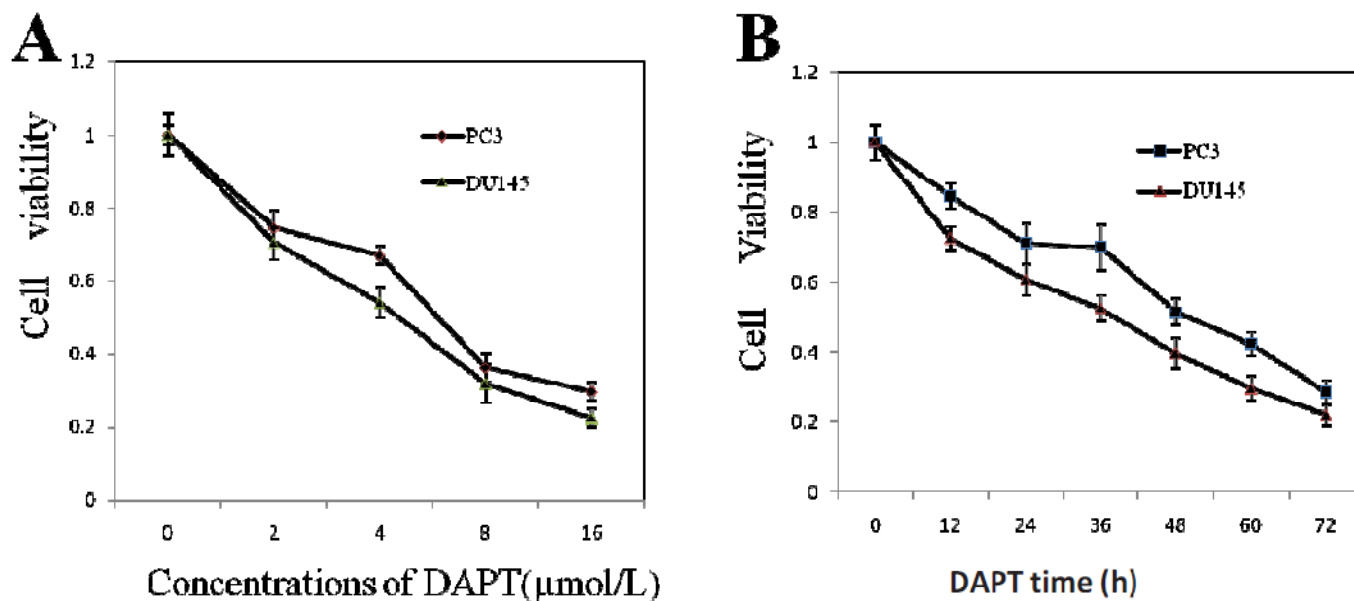 A
1.2
1
0.8
0.6
0.4
0.2
0
Cell viability
PC3
DU145
0 2 4 8 16
Concentrations of DAPT(μmol/L)
B
1.2
1
0.8
0.6
0.4
0.2
0
Cell Viability
PC3
DU145
0 12 24 36 48 60 72
DAPT time (h)